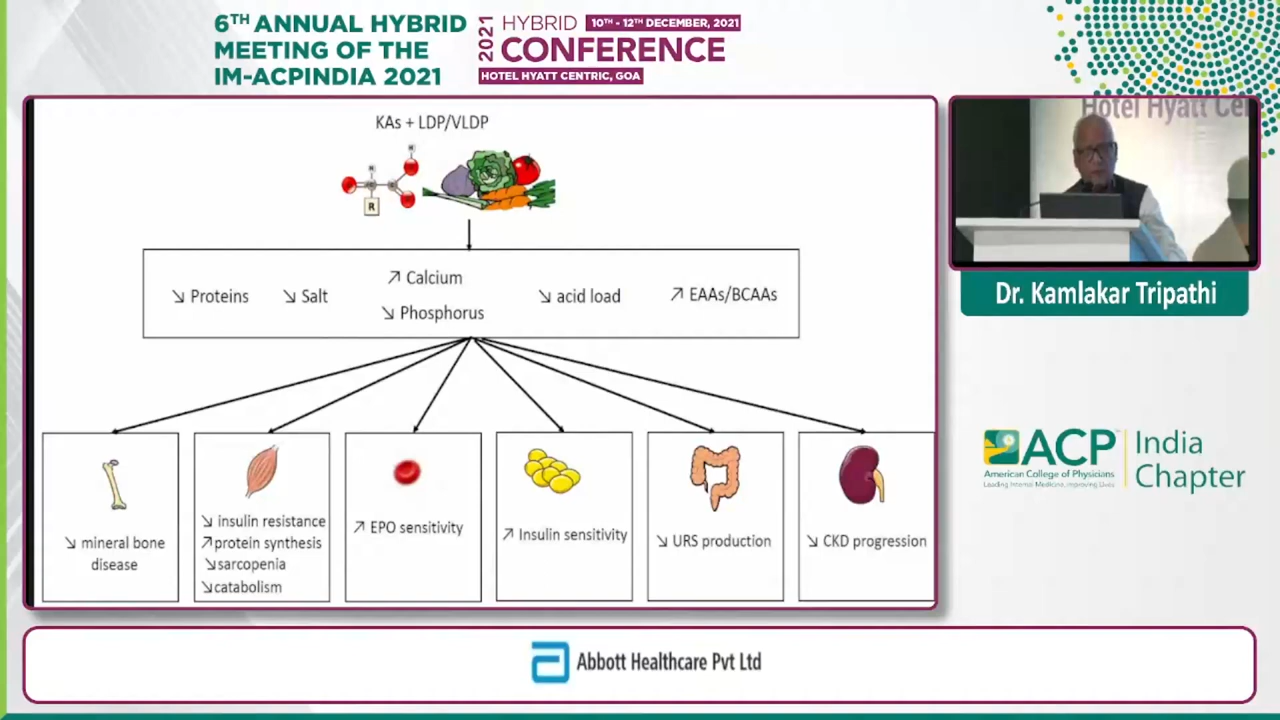 6TH ANNUAL HYBRID
MEETING OF THE
IM-ACPINDIA 2021
2021
HYBRID
10TH - 12TH DECEMBER, 2021
CONFERENCE
HOTEL HYATT CENTRIC, GOA
KAs + LDP/VLDP
H
H
C
C
R
↘ Proteins
↘ Salt
↗ Calcium
↘ Phosphorus
↘ acid load
↗ EAAs/BCAAs
↘ mineral bone
disease
↘ insulin resistance
↗protein synthesis
↘sarcopenia
↘catabolism
↗ EPO sensitivity
↗ Insulin sensitivity
↘ URS production
↘ CKD progression
Hotel Hyatt Cen
Dr. Kamlakar Tripathi
ACP
American College of Physicians
Leading Internal Medicine, Improving Lives
India
Chapter
Abbott Healthcare Pvt Ltd